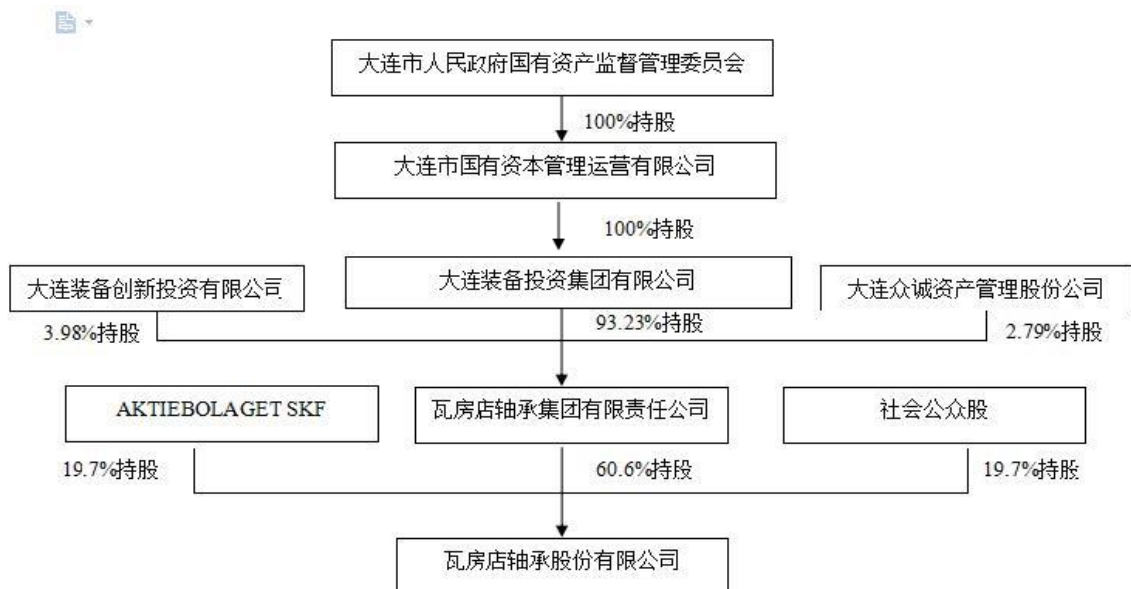 大连市人民政府国有资产监督管理委员会
100%持股
大连市国有资本管理运营有限公司
100%持股
大连装备创新投资有限公司
大连装备投资集团有限公司
大连众诚资产管理股份公司
3.98%持股
93.23%持股
2.79%持股
AKTIEBOLAGET SKF
瓦房店轴承集团有限责任公司
社会公众股
19.7%持股
60.6%持股
19.7%持股
瓦房店轴承股份有限公司